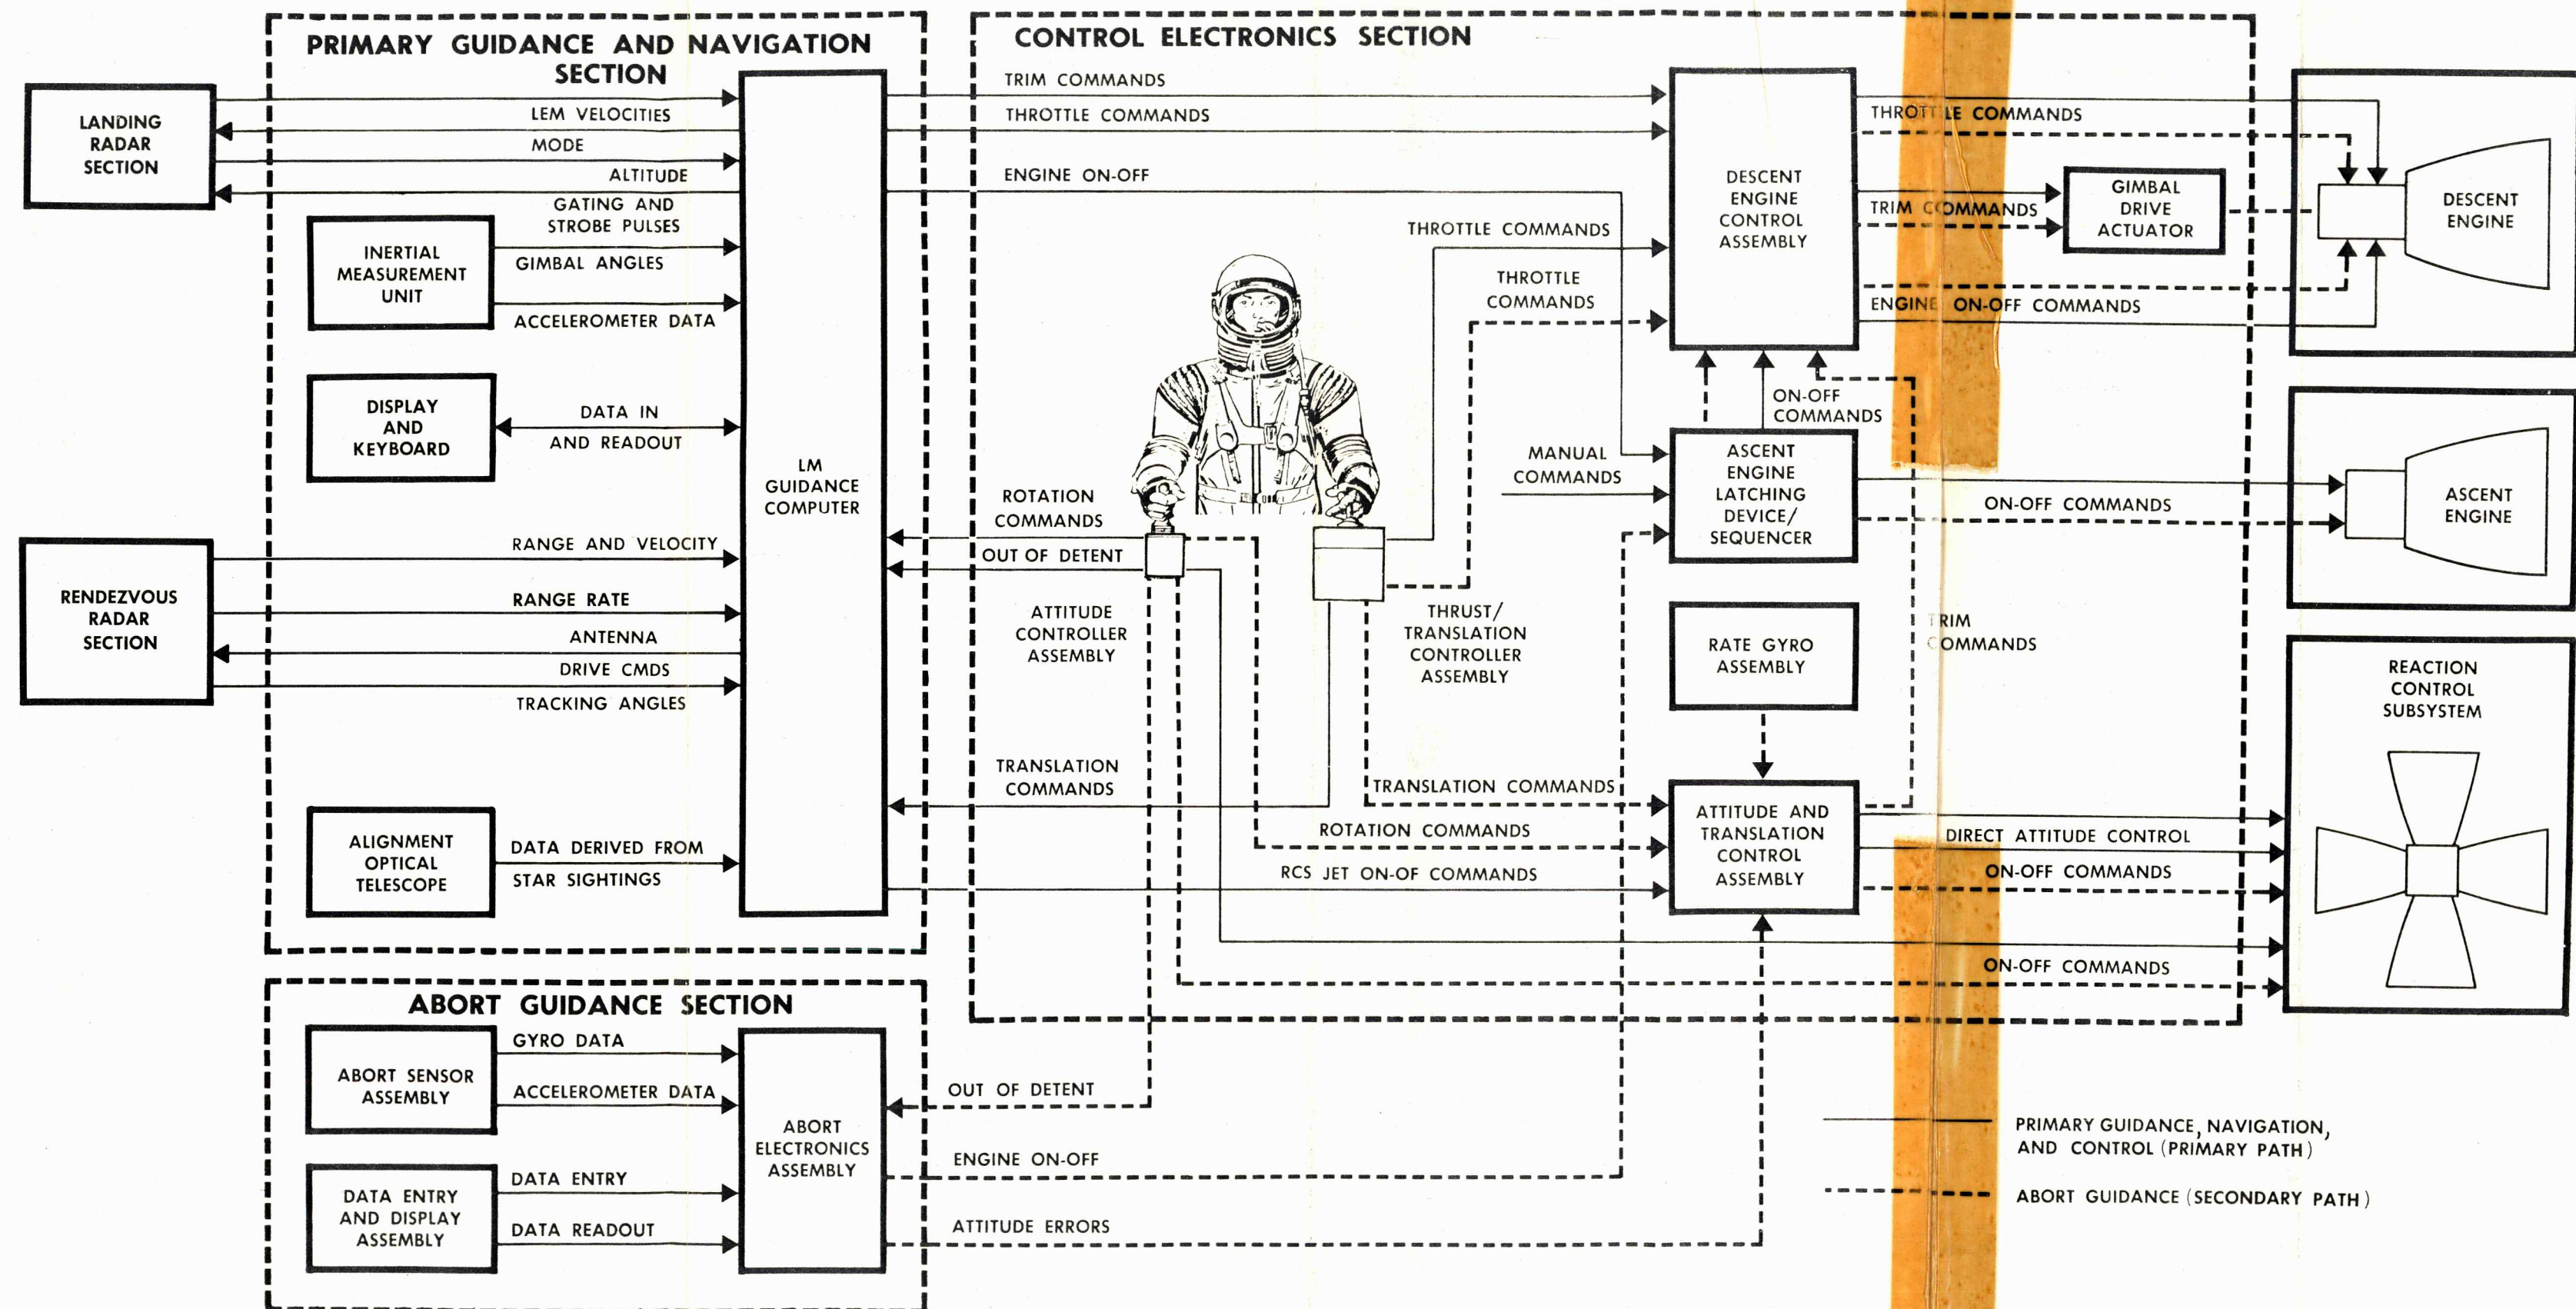 PRIMARY GUIDANCE AND NAVIGATION
SECTION
CONTROL ELECTRONICS SECTION
LANDING
RADAR
SECTION
LEM VELOCITIES
MODE
ALTITUDE
GATING AND
STROBE PULSES
INERTIAL
MEASUREMENT
UNIT
GIMBAL ANGLES
ACCELEROMETER DATA
DISPLAY
AND
KEYBOARD
DATA IN
AND READOUT
LM
GUIDANCE
COMPUTER
RENDEZVOUS
RADAR
SECTION
RANGE AND VELOCITY
RANGE RATE
ANTENNA
DRIVE CMDS
TRACKING ANGLES
ALIGNMENT
OPTICAL
TELESCOPE
DATA DERIVED FROM
STAR SIGHTINGS
TRIM COMMANDS
THROTTLE COMMANDS
ENGINE ON-OFF
THROTTLE COMMANDS
THROTTLE
COMMANDS
MANUAL
COMMANDS
ROTATION
COMMANDS
OUT OF DETENT
ATTITUDE
CONTROLLER
ASSEMBLY
THRUST/
TRANSLATION
CONTROLLER
ASSEMBLY
TRANSLATION
COMMANDS
TRANSLATION COMMANDS
ROTATION COMMANDS
RCS JET ON-OF COMMANDS
DESCENT
ENGINE
CONTROL
ASSEMBLY
ON-OFF
COMMANDS
ASCENT
ENGINE
LATCHING
DEVICE/
SEQUENCER
RATE GYRO
ASSEMBLY
ATTITUDE AND
TRANSLATION
CONTROL
ASSEMBLY
THROTTLE COMMANDS
TRIM COMMANDS
GIMBAL
DRIVE
ACTUATOR
ENGINE ON-OFF COMMANDS
ON-OFF COMMANDS
TRIM
COMMANDS
DIRECT ATTITUDE CONTROL
ON-OFF COMMANDS
ON-OFF COMMANDS
DESCENT
ENGINE
ASCENT
ENGINE
REACTION
CONTROL
SUBSYSTEM
ABORT GUIDANCE SECTION
ABORT SENSOR
ASSEMBLY
GYRO DATA
ACCELEROMETER DATA
DATA ENTRY
AND DISPLAY
ASSEMBLY
DATA ENTRY
DATA READOUT
ABORT
ELECTRONICS
ASSEMBLY
OUT OF DETENT
ENGINE ON-OFF
ATTITUDE ERRORS
PRIMARY GUIDANCE, NAVIGATION,
AND CONTROL (PRIMARY PATH)
ABORT GUIDANCE (SECONDARY PATH)